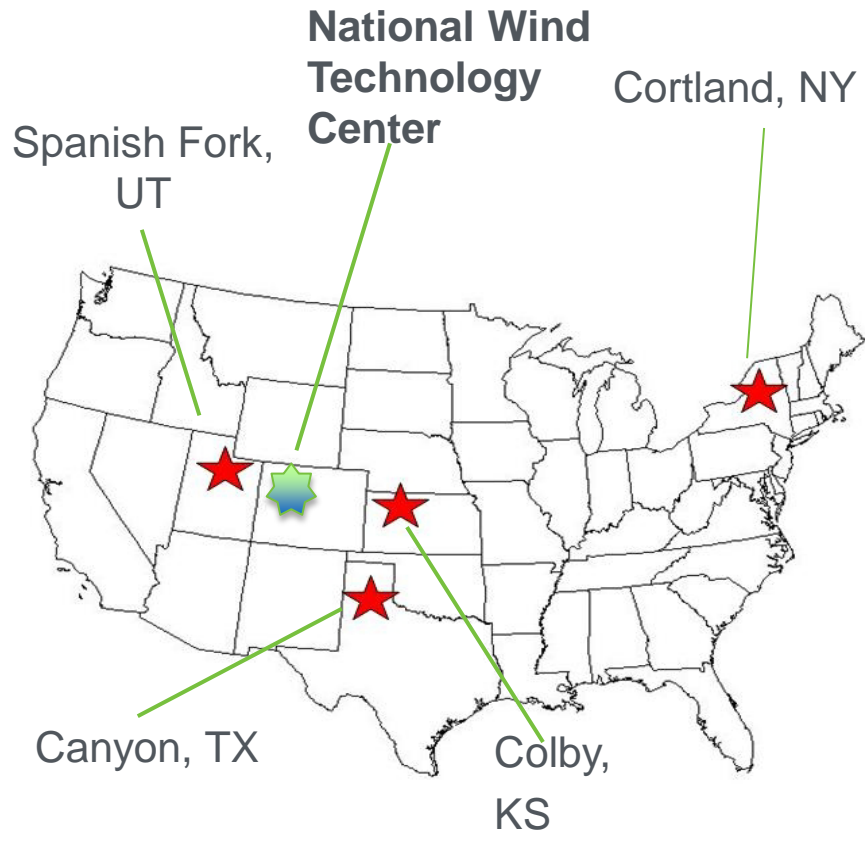 National Wind
Technology
Center
Cortland, NY
Spanish Fork,
UT
Canyon, TX
Colby,
KS